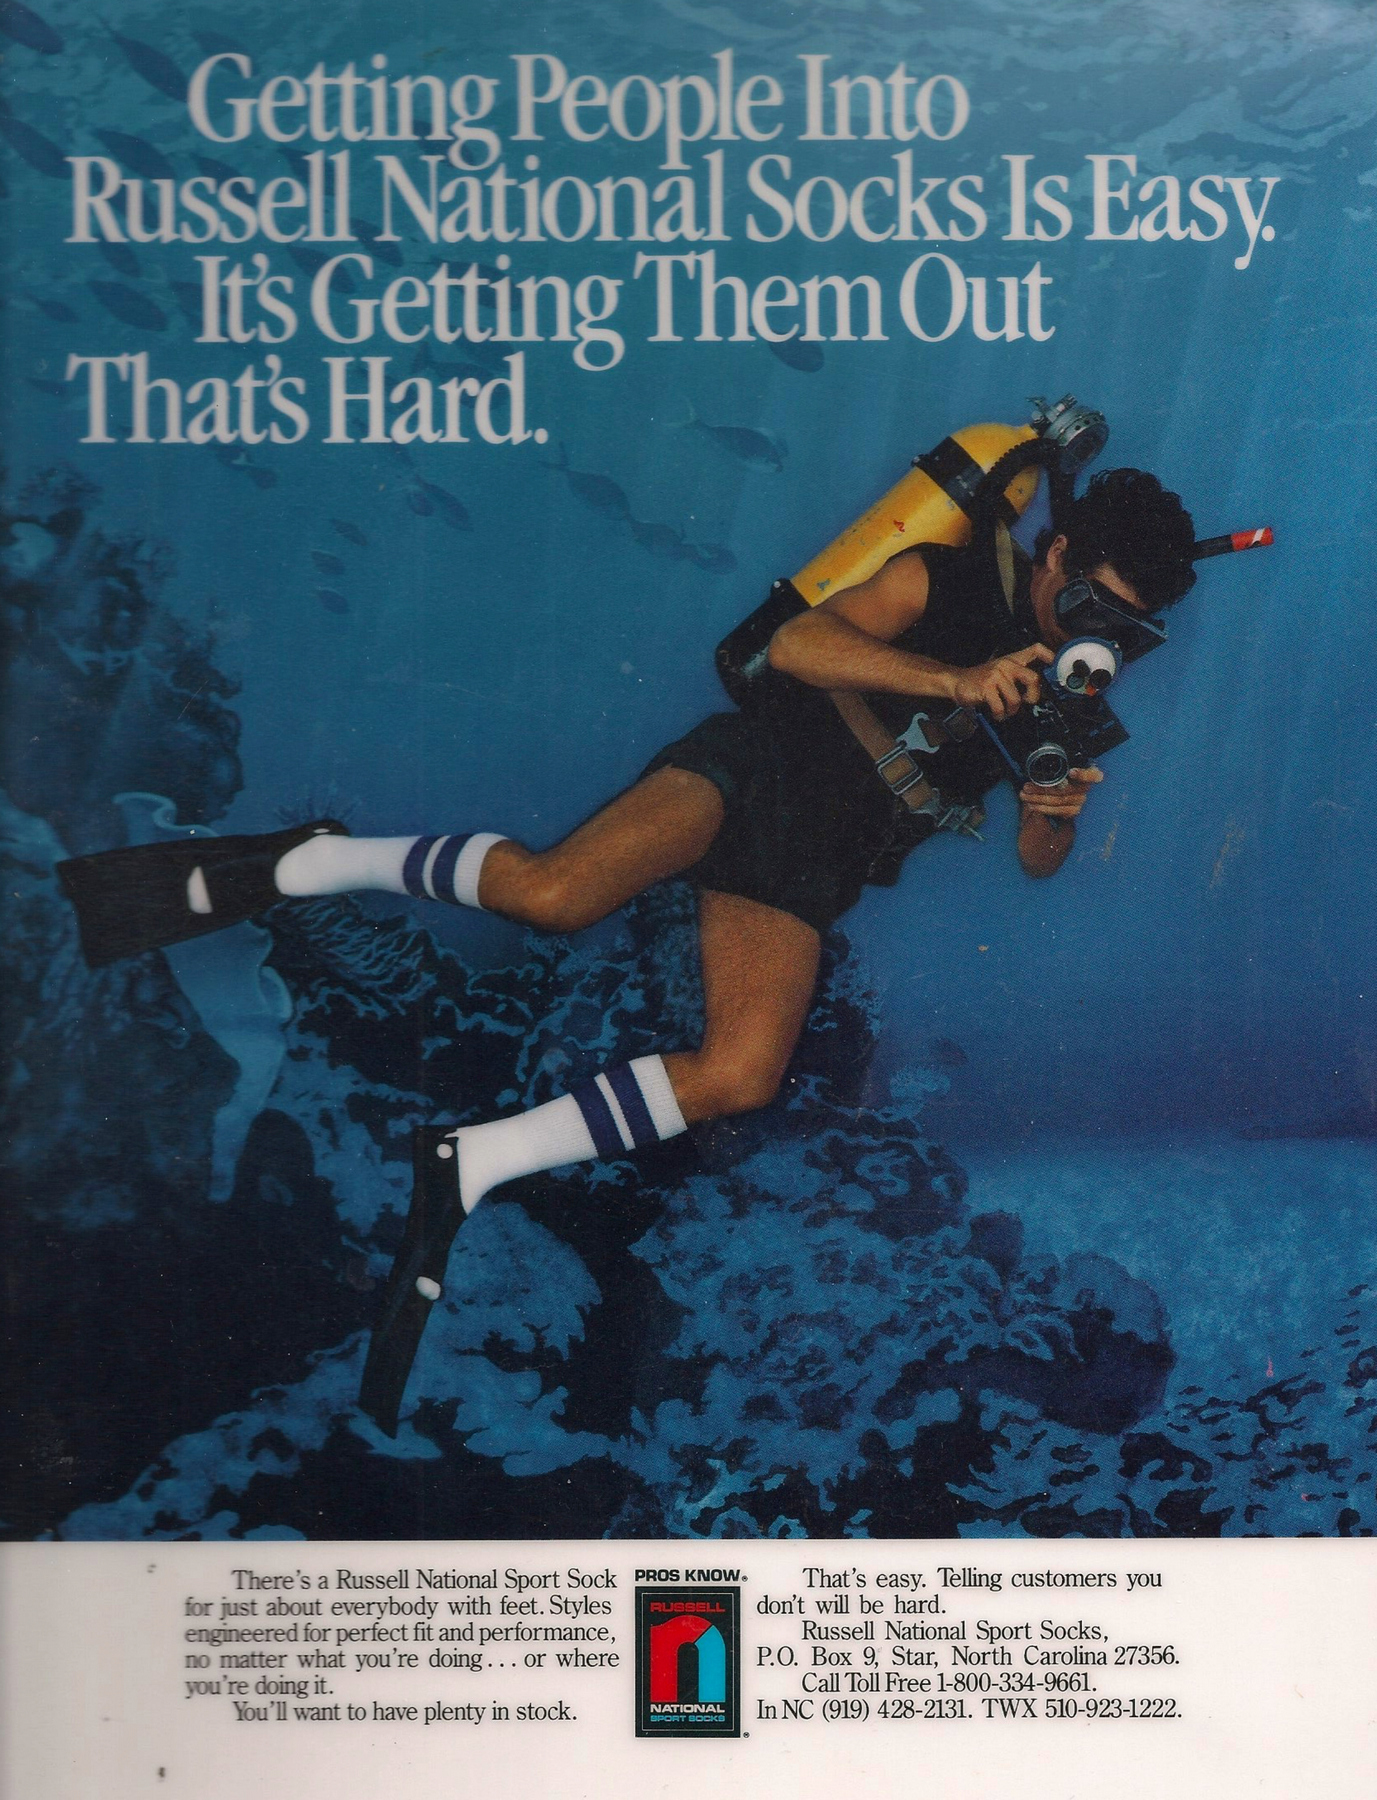 Getting People Into
Russell National Socks Is Easy.
It's Getting Them Out
That's Hard.
There's a Russell National Sport Sock
for just about everybody with feet. Styles
engineered for perfect fit and performance,
no matter what you're doing... or where
you're doing it.
You'll want to have plenty in stock.
PROS KNOW®
RUSSELL
n
NATIONAL
SPORT SOCKS
®
That's easy. Telling customers you
don't will be hard.
Russell National Sport Socks,
P.O. Box 9, Star, North Carolina 27356.
Call Toll Free 1-800-334-9661.
In NC (919) 428-2131. TWX 510-923-1222.